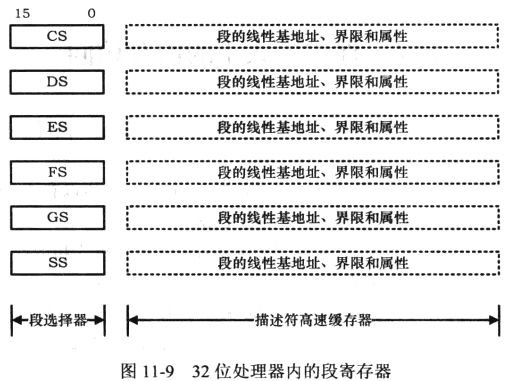 15 0
CS 段的线性基地址、界限和属性
DS 段的线性基地址、界限和属性
ES 段的线性基地址、界限和属性
FS 段的线性基地址、界限和属性
GS 段的线性基地址、界限和属性
SS 段的线性基地址、界限和属性
段选择器 描述符高速缓存器
图 11-9 32 位处理器内的段寄存器